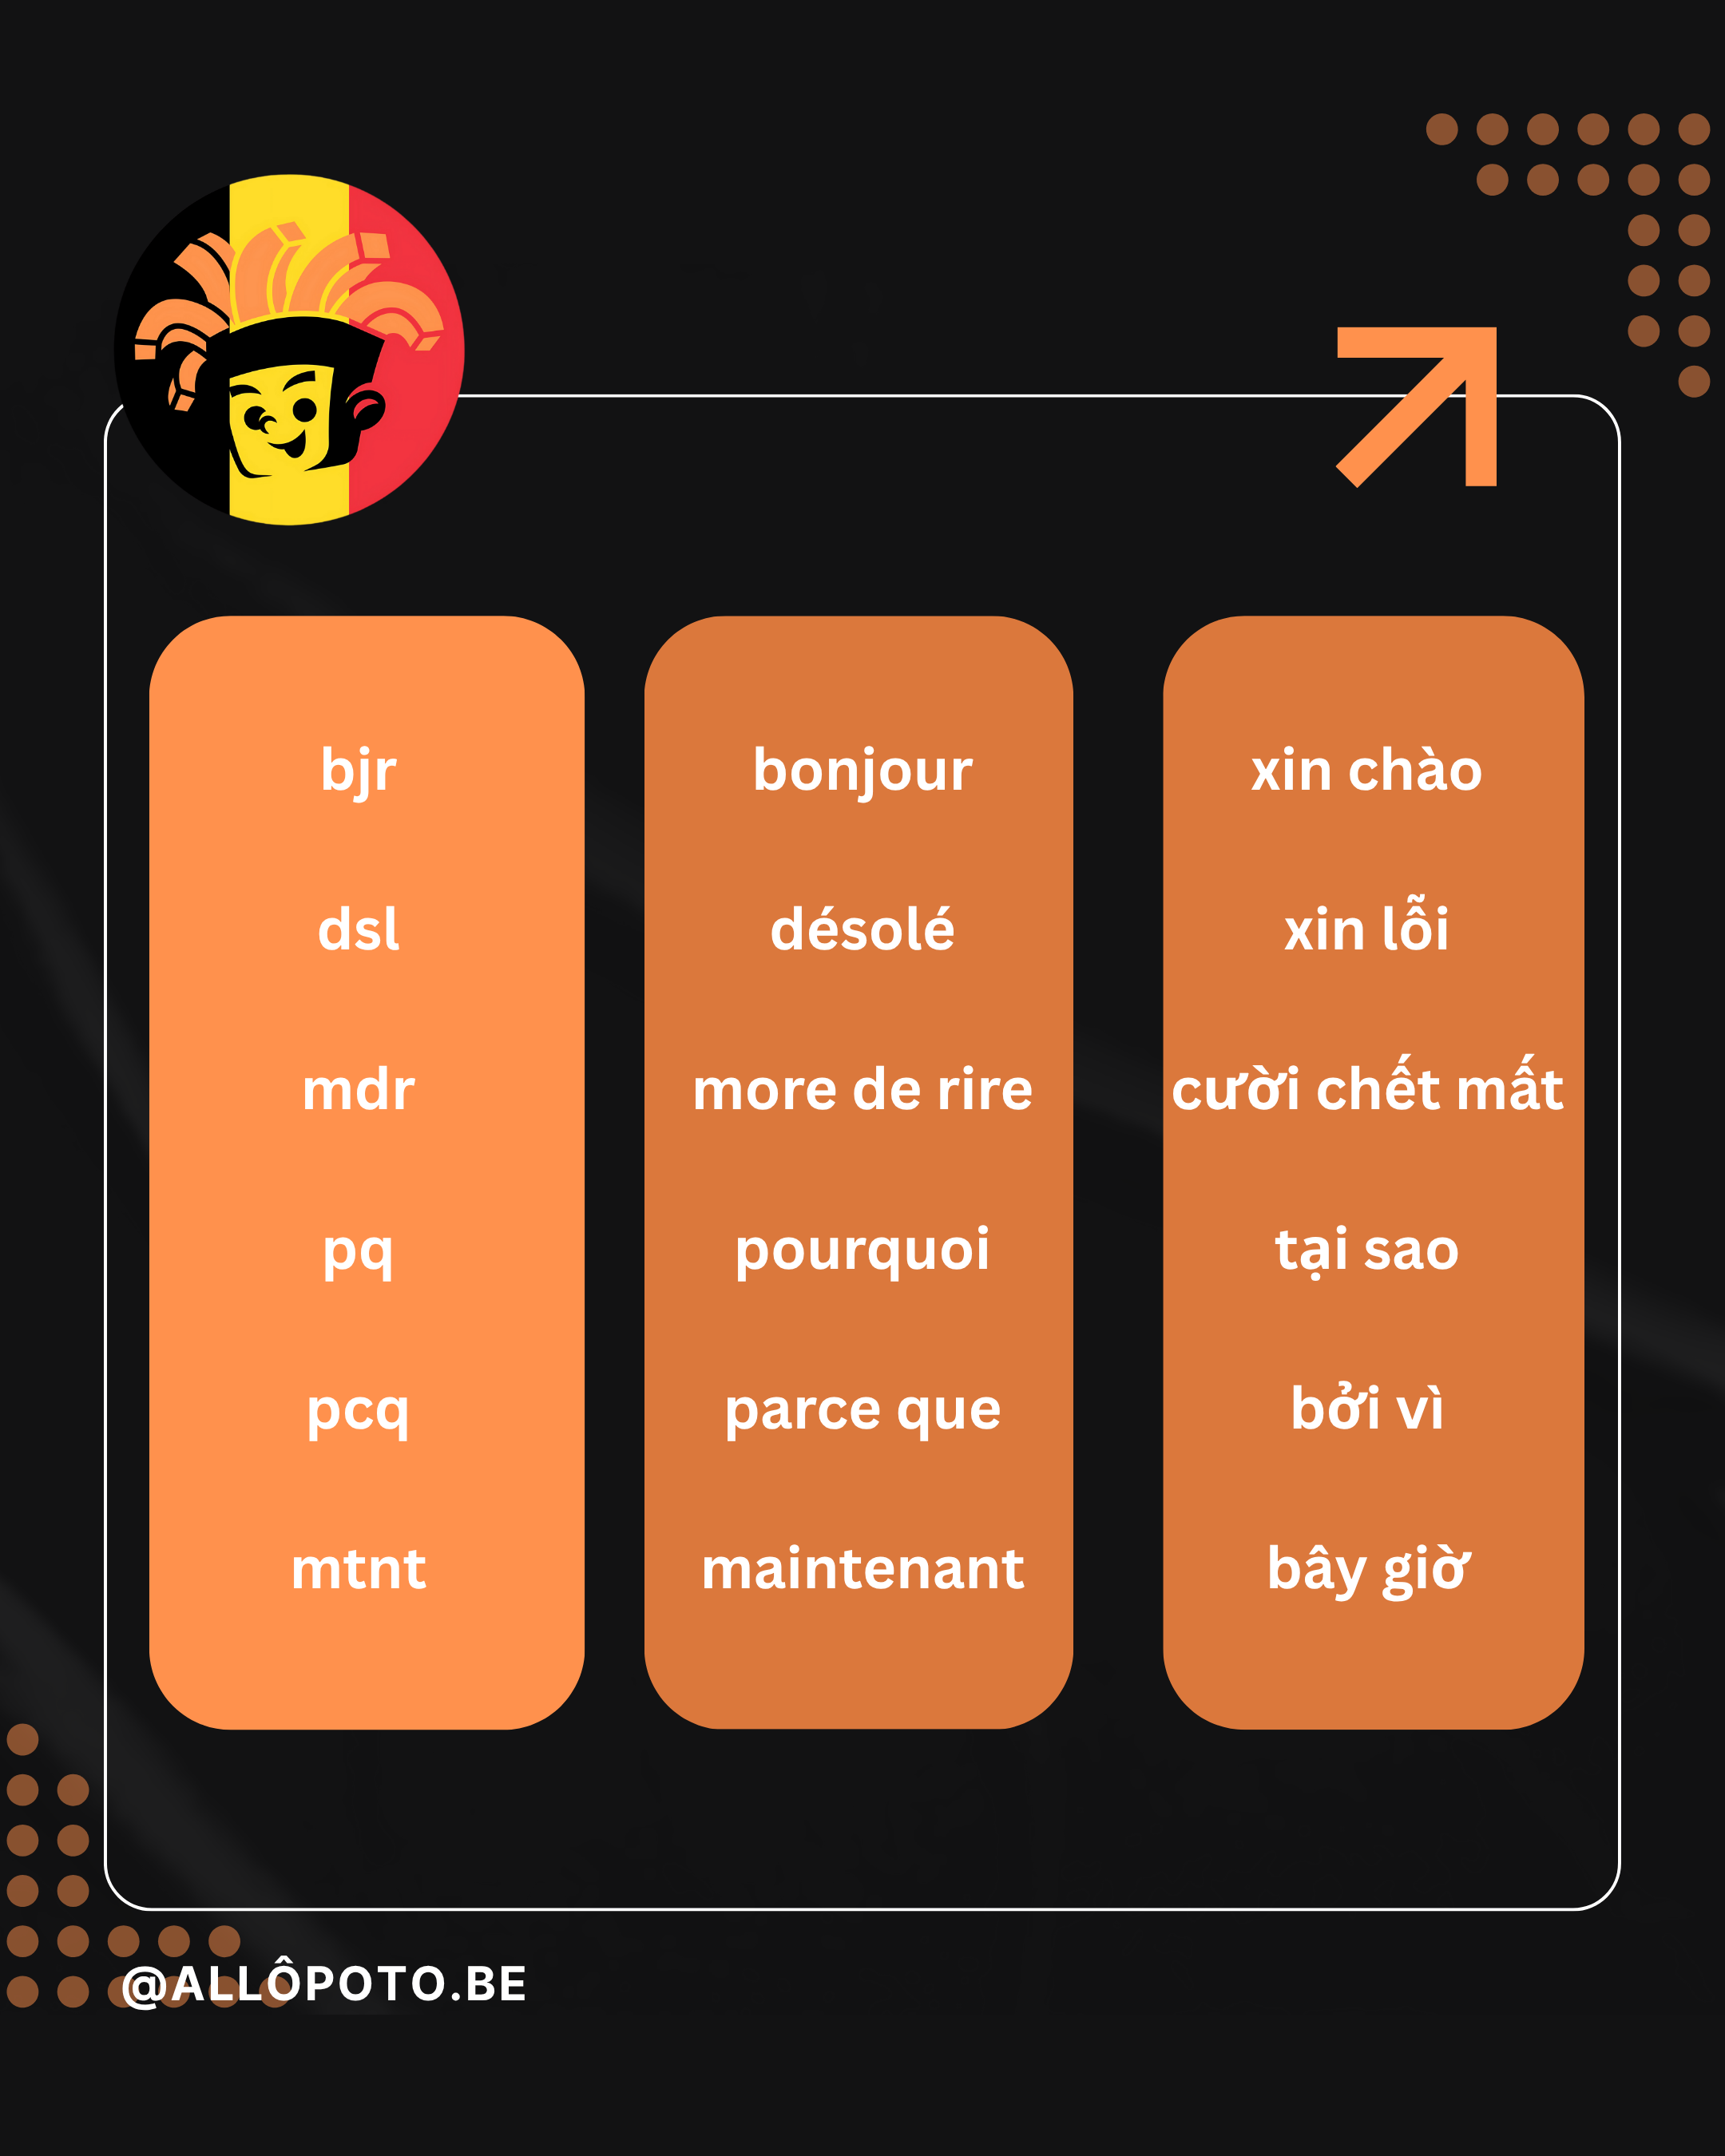 bjr bonjour xin chào
dsl désolé xin lỗi
mdr more de rire cười chết mất
pq pourquoi tại sao
pcq parce que bởi vì
mtnt maintenant bây giờ
@ALLÔPOTO.BE